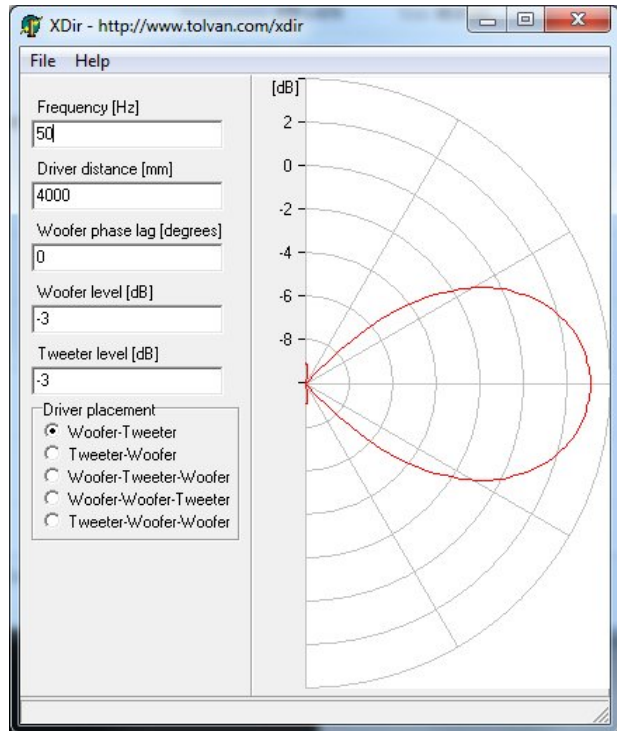 XDir - http://www.tolvan.com/xdir
File Help
Frequency [Hz]
50
Driver distance [mm]
4000
Woofer phase lag [degrees]
0
Woofer level [dB]
-3
Tweeter level [dB]
-3
Driver placement
Woofer-Tweeter
Tweeter-Woofer
Woofer-Tweeter-Woofer
Woofer-Woofer-Tweeter
Tweeter-Woofer-Woofer
[dB]
2
0
-2
-4
-6
-8